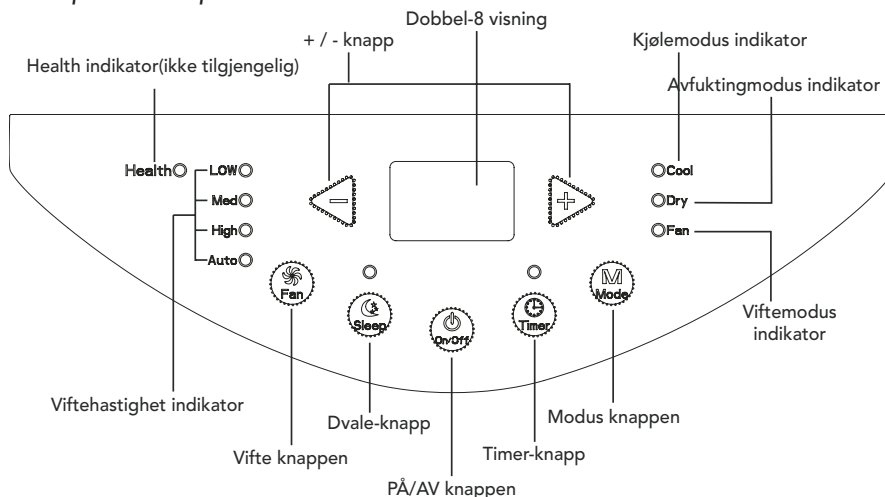 Dobbel-8 visning
+ / - knapp
Kjølemodus indikator
Health indikator(ikke tilgjengelig)
Avfuktingmodus indikator
Health
LOW
Med
High
Auto
−
+
Cool
Dry
Fan
Fan
Sleep
On/Off
Timer
M
Mode
Viftemodus
indikator
Viftehastighet indikator
Dvale-knapp
Modus knappen
Vifte knappen
Timer-knapp
PÅ/AV knappen